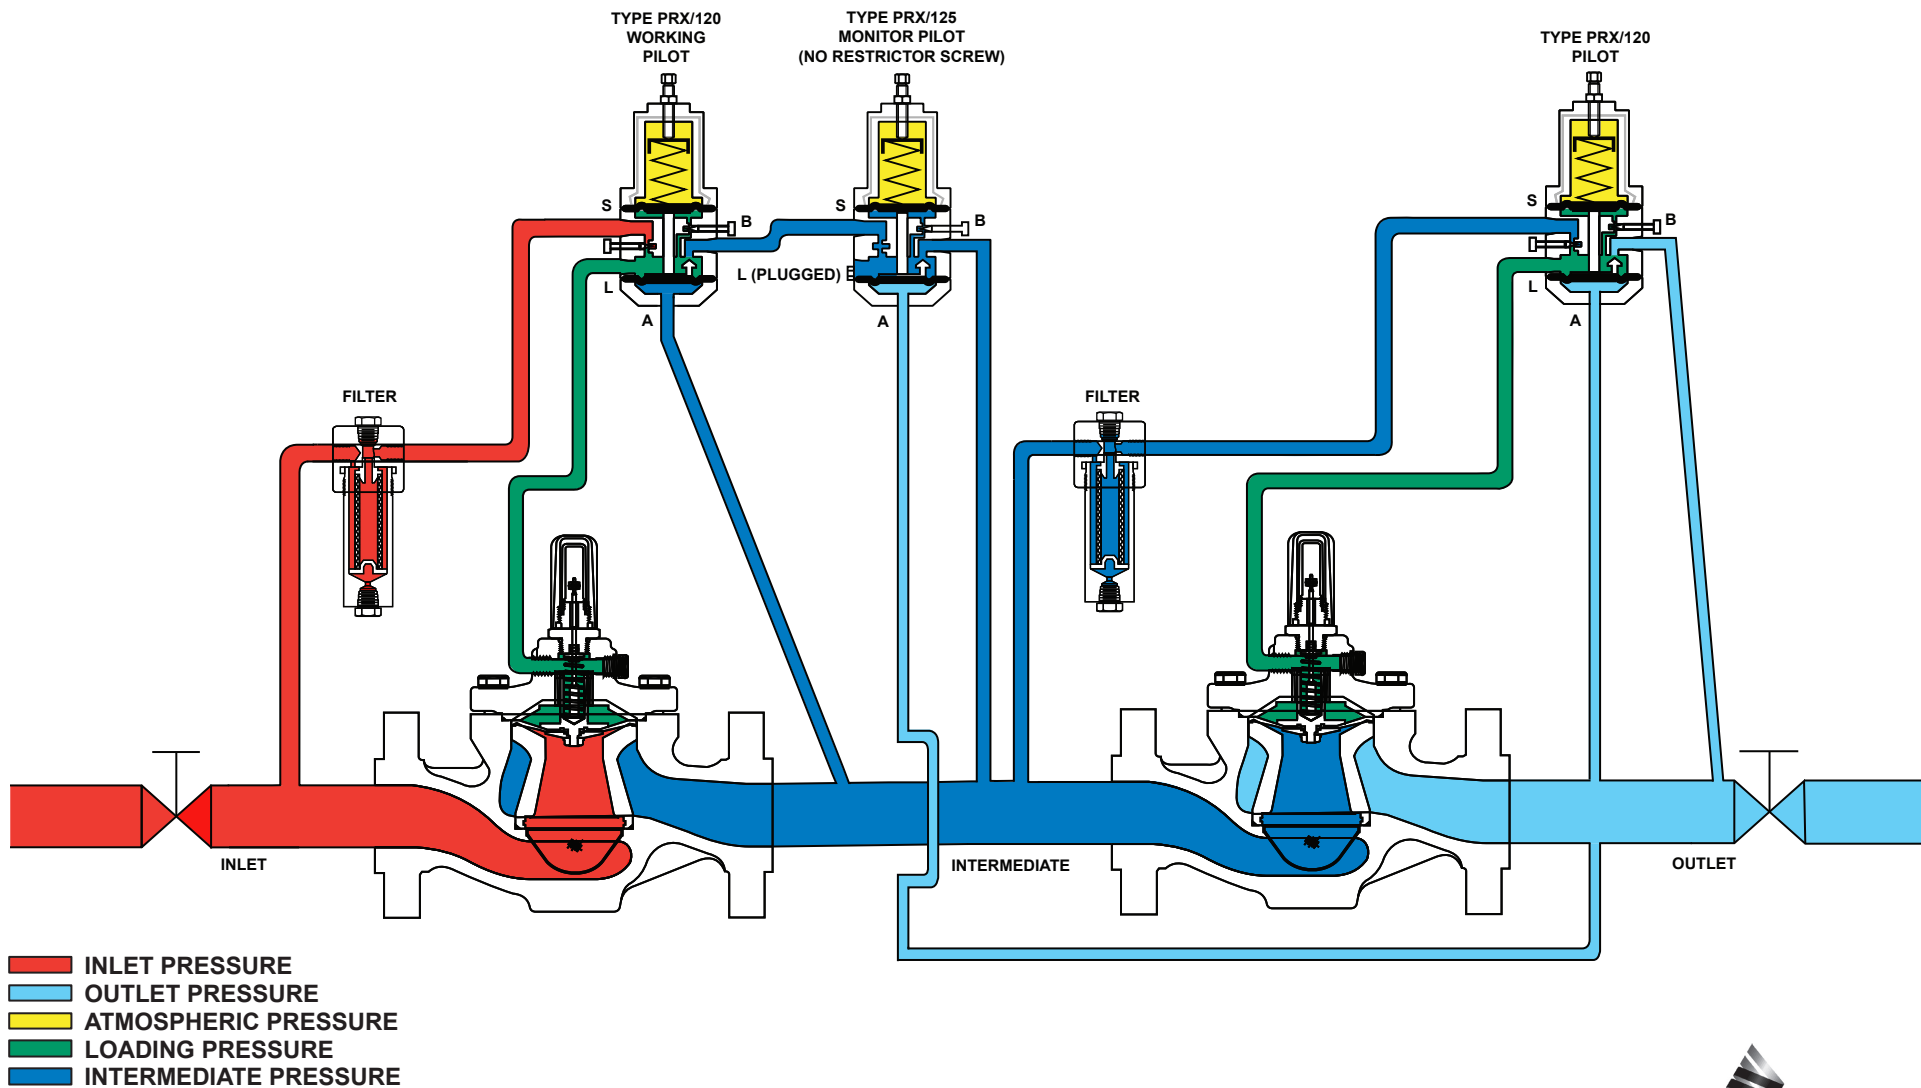 TYPE PRX/120
WORKING
PILOT
TYPE PRX/125
MONITOR PILOT
(NO RESTRICTOR SCREW)
TYPE PRX/120
PILOT
S
B
L
A
S
B
L (PLUGGED)
A
S
B
L
A
FILTER
FILTER
INLET
INTERMEDIATE
OUTLET
INLET PRESSURE
OUTLET PRESSURE
ATMOSPHERIC PRESSURE
LOADING PRESSURE
INTERMEDIATE PRESSURE